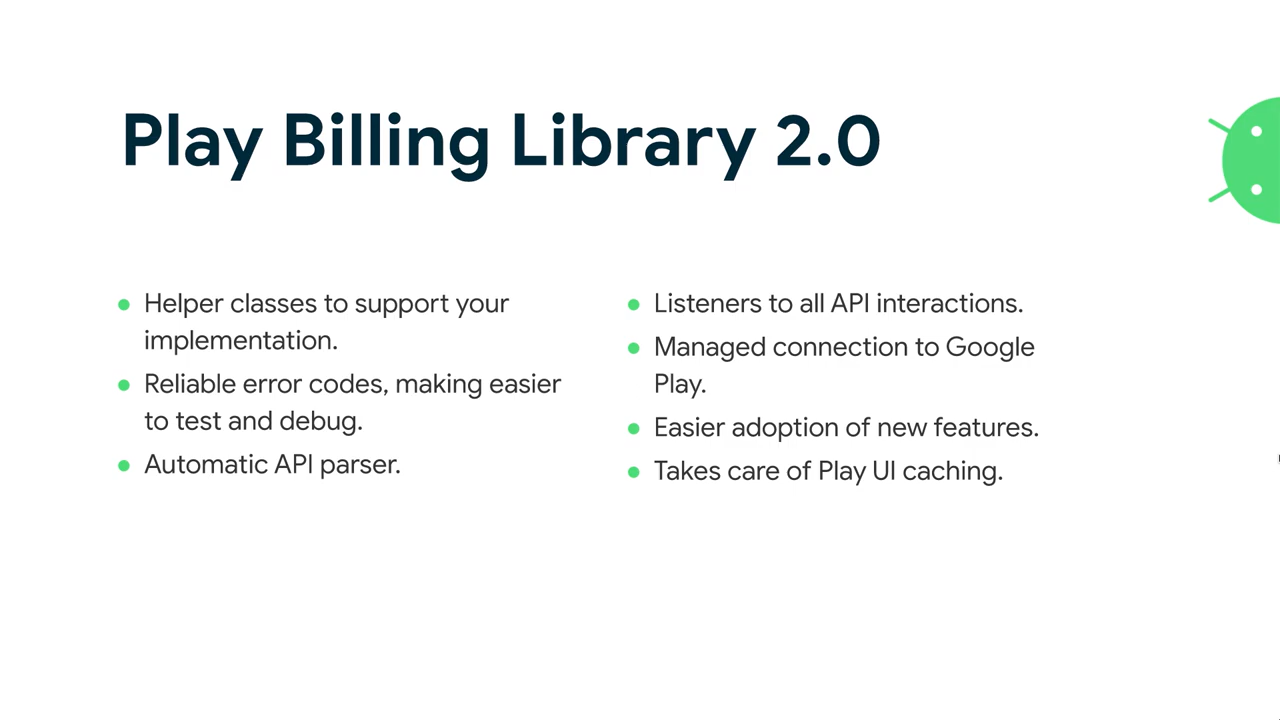 Play Billing Library 2.0
Helper classes to support your
implementation.
Reliable error codes, making easier
to test and debug.
Automatic API parser.
Listeners to all API interactions.
Managed connection to Google
Play.
Easier adoption of new features.
Takes care of Play UI caching.